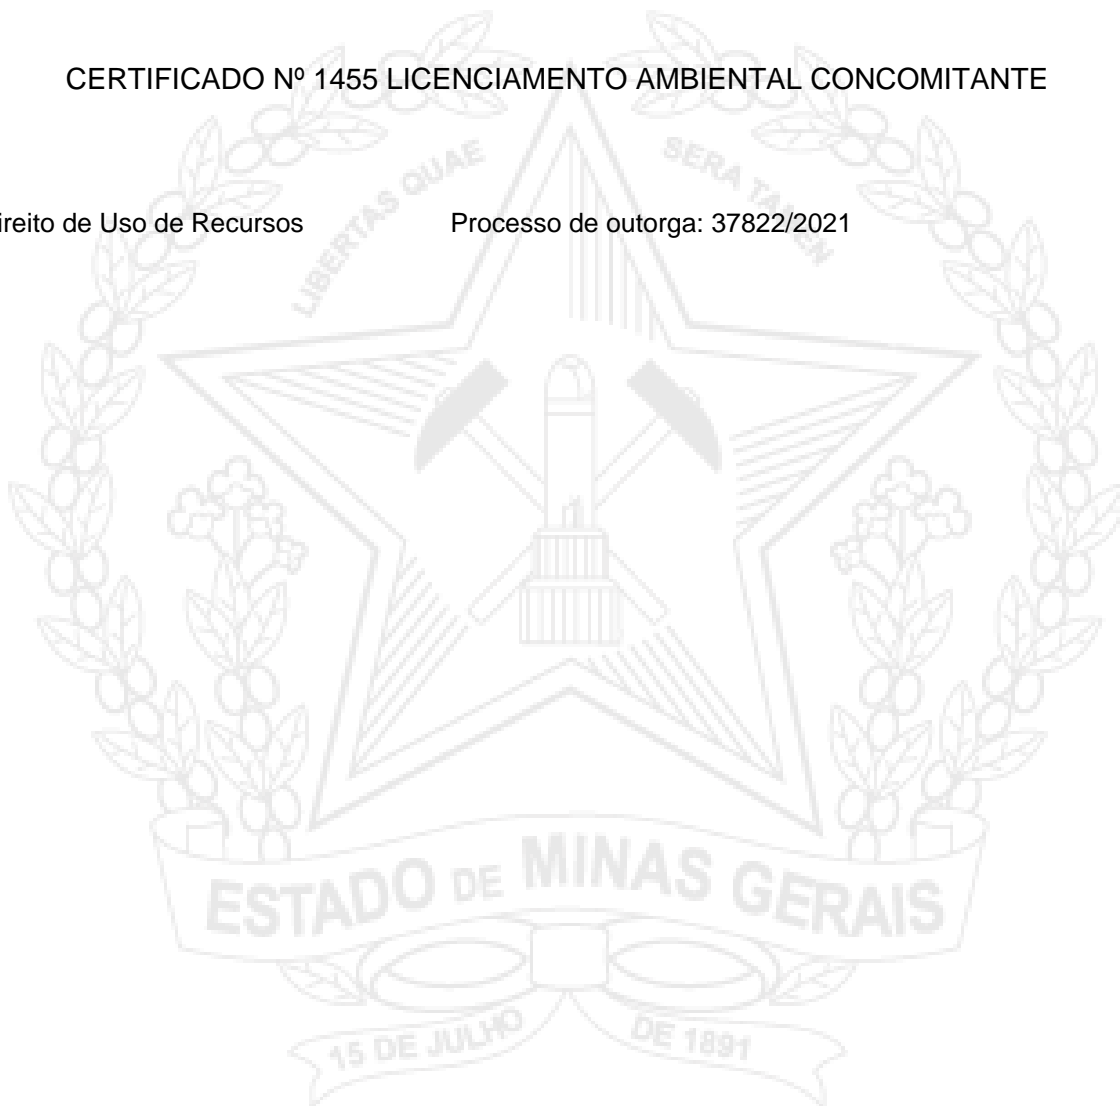 CERTIFICADO Nº 1455 LICENCIAMENTO AMBIENTAL CONCOMITANTE
LIBERTAS QUAE SERA TAMEN
ireito de Uso de Recursos Processo de outorga: 37822/2021
ESTADO DE MINAS GERAIS
15 DE JULHO DE 1891